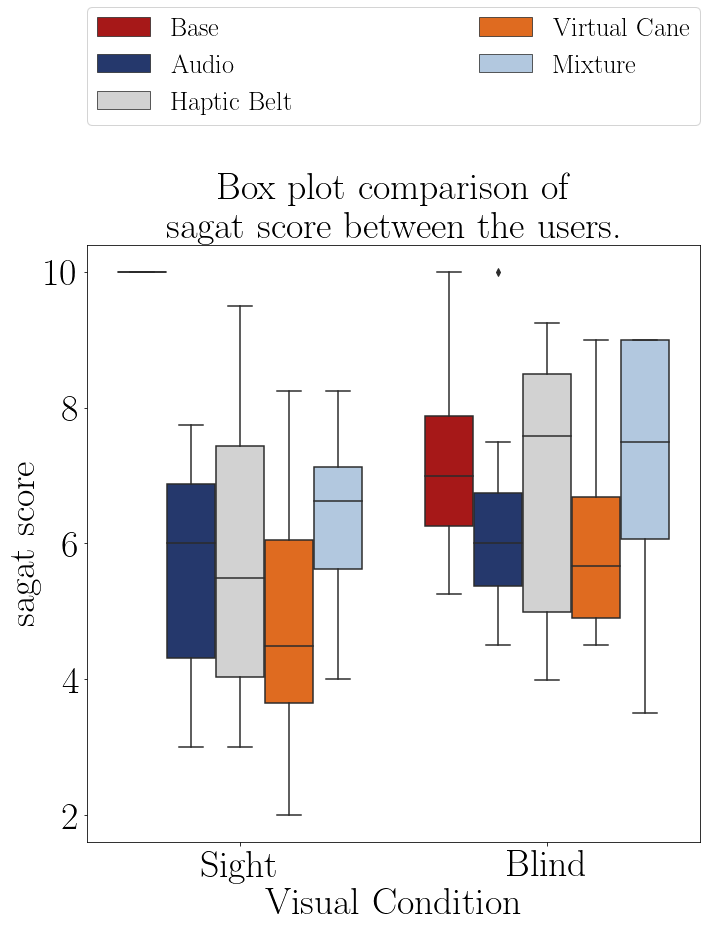 Base
Audio
Haptic Belt
Virtual Cane
Mixture
Box plot comparison of
sagat score between the users.
10
8
6
4
2
sagat score
Sight
Blind
Visual Condition